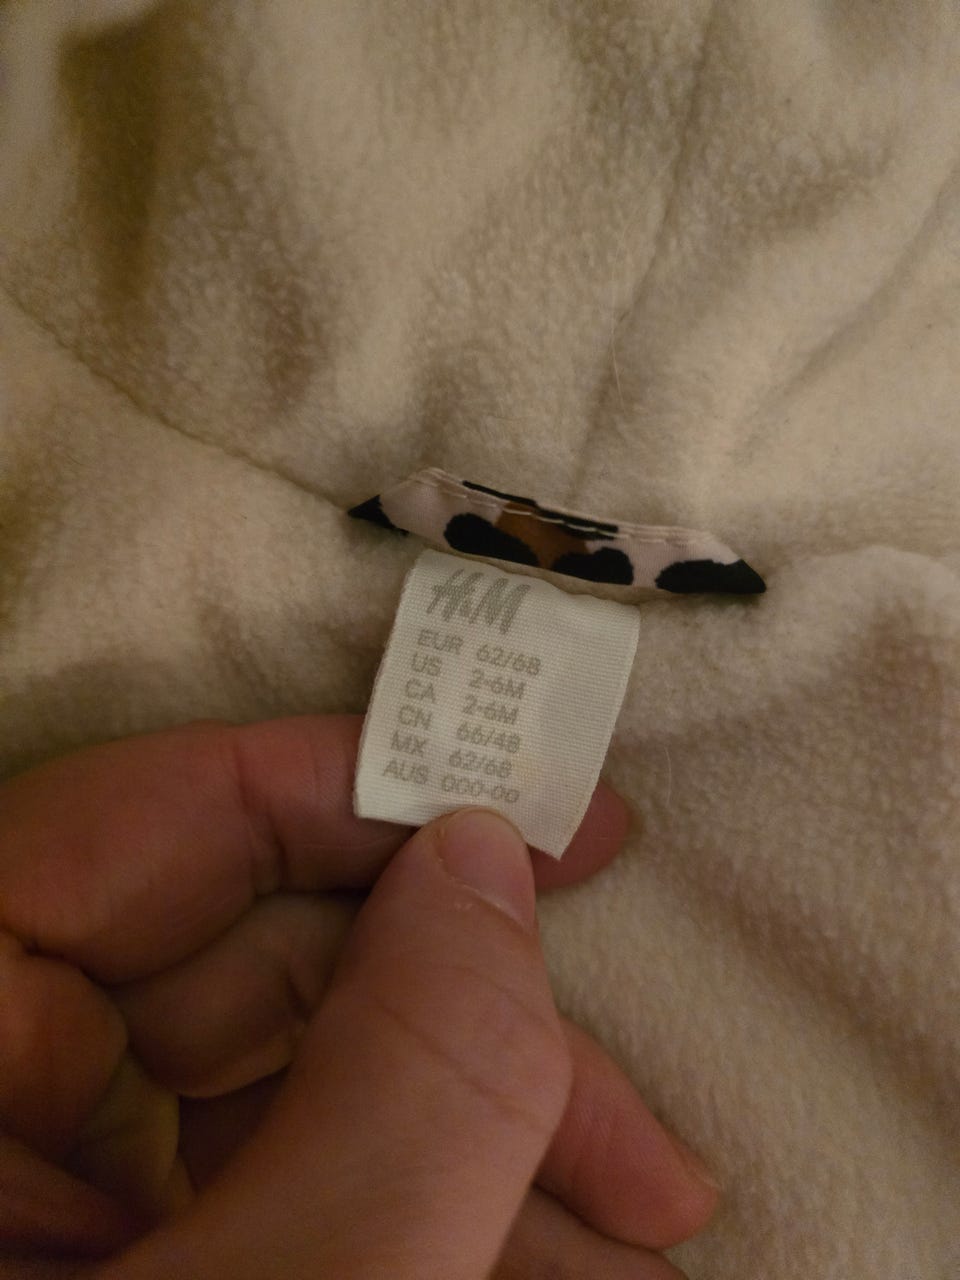 H&M
EUR 62/68
US 2-6M
CA 2-6M
CN 66/48
MX 62/68
AUS 000-00